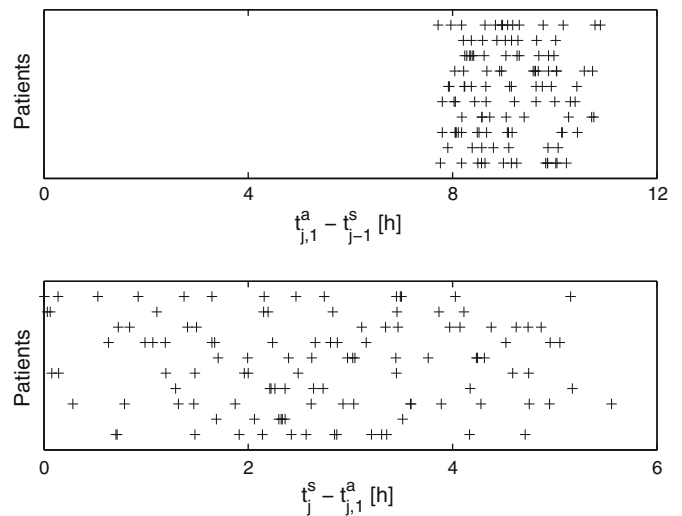 Patients
0 4 8 12
t^a_{j,1} − t^s_{j−1} [h]
Patients
0 2 4 6
t^s_j − t^a_{j,1} [h]